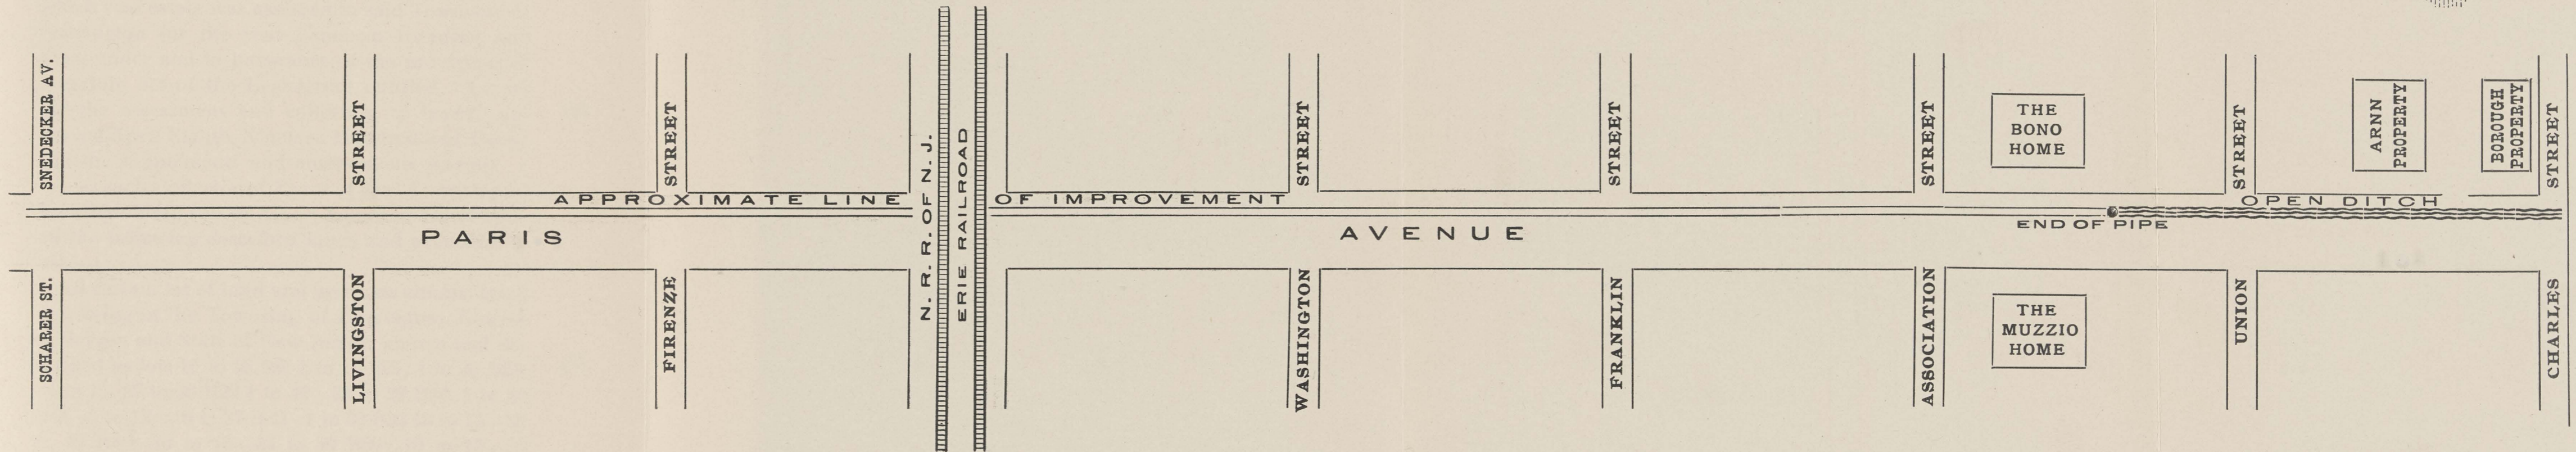 SNEDECKER AV.
SCHARER ST.
LIVINGSTON STREET
FIRENZE STREET
APPROXIMATE LINE OF IMPROVEMENT
PARIS AVENUE
N. R. R. OF N. J.
ERIE RAILROAD
WASHINGTON STREET
FRANKLIN STREET
ASSOCIATION STREET
THE
BONO
HOME
THE
MUZZIO
HOME
END OF PIPE
UNION STREET
OPEN DITCH
ARNN
PROPERTY
BOROUGH
PROPERTY
CHARLES STREET